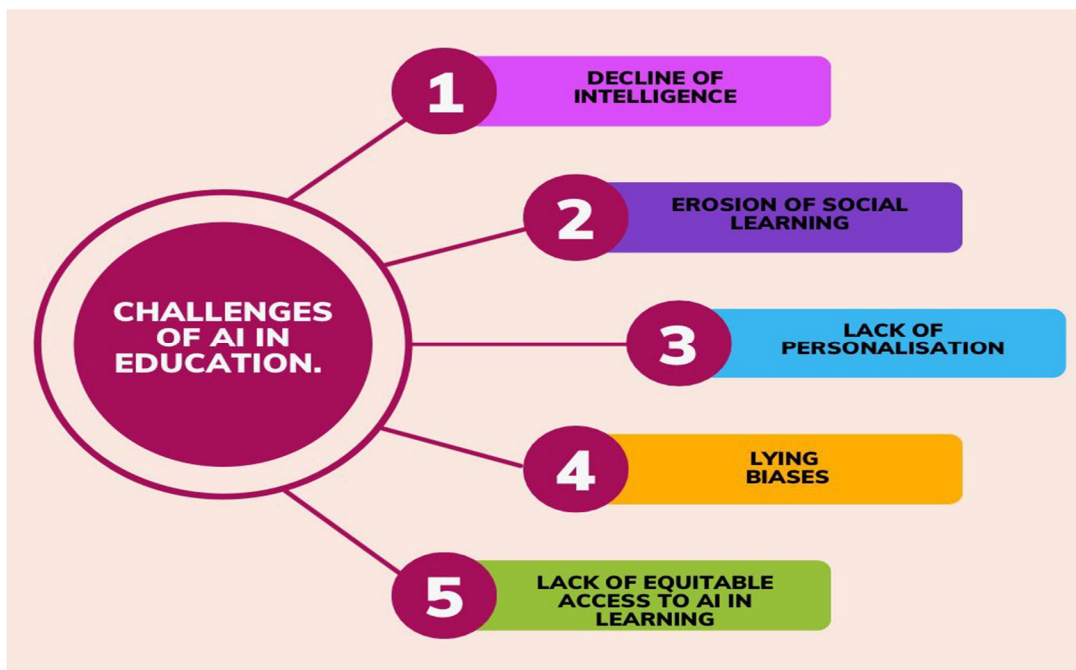 CHALLENGES
OF AI IN
EDUCATION.
1
DECLINE OF
INTELLIGENCE
2
EROSION OF SOCIAL
LEARNING
3
LACK OF
PERSONALISATION
4
LYING
BIASES
5
LACK OF EQUITABLE
ACCESS TO AI IN
LEARNING